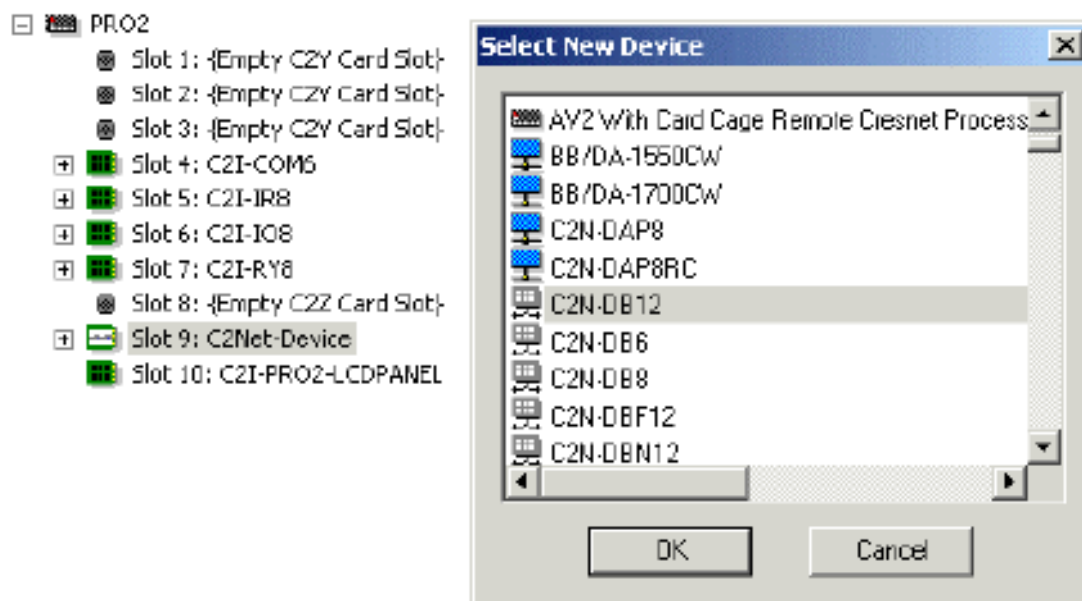 PRO2
Slot 1: {Empty C2Y Card Slot}
Slot 2: {Empty C2Y Card Slot}
Slot 3: {Empty C2Y Card Slot}
Slot 4: C2I-COM6
Slot 5: C2I-IR8
Slot 6: C2I-IO8
Slot 7: C2I-RY8
Slot 8: {Empty C2Z Card Slot}
Slot 9: C2Net-Device
Slot 10: C2I-PRO2-LCDPANEL
Select New Device
AV2 With Card Cage Remote Cresnet Process
BB/DA-1550CW
BB/DA-1700CW
C2N-DAP8
C2N-DAP8RC
C2N-DB12
C2N-DB6
C2N-DB8
C2N-DBF12
C2N-DBN12
OK
Cancel